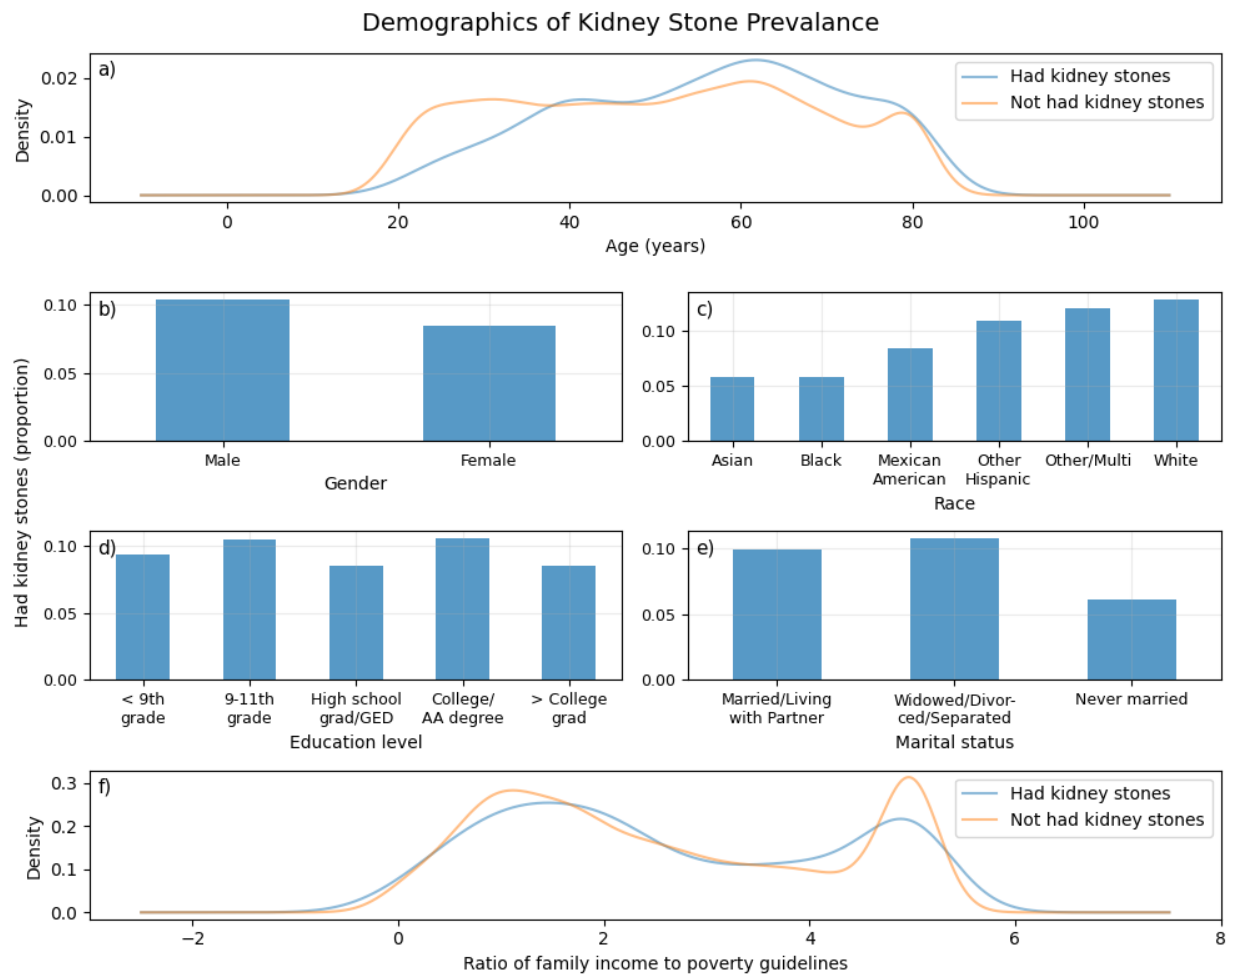 Demographics of Kidney Stone Prevalance
a)
Had kidney stones
Not had kidney stones
0.02
0.01
0.00
Density
0 20 40 60 80 100
Age (years)
Had kidney stones (proportion)
b)
0.10
0.05
0.00
Male Female
Gender
c)
0.10
0.05
0.00
Asian Black Mexican American Other Hispanic Other/Multi White
Race
d)
0.10
0.05
0.00
< 9th grade 9-11th grade High school grad/GED College/ AA degree > College grad
Education level
e)
0.10
0.05
0.00
Married/Living with Partner Widowed/Divor- ced/Separated Never married
Marital status
f)
Had kidney stones
Not had kidney stones
0.3
0.2
0.1
0.0
Density
−2 0 2 4 6 8
Ratio of family income to poverty guidelines